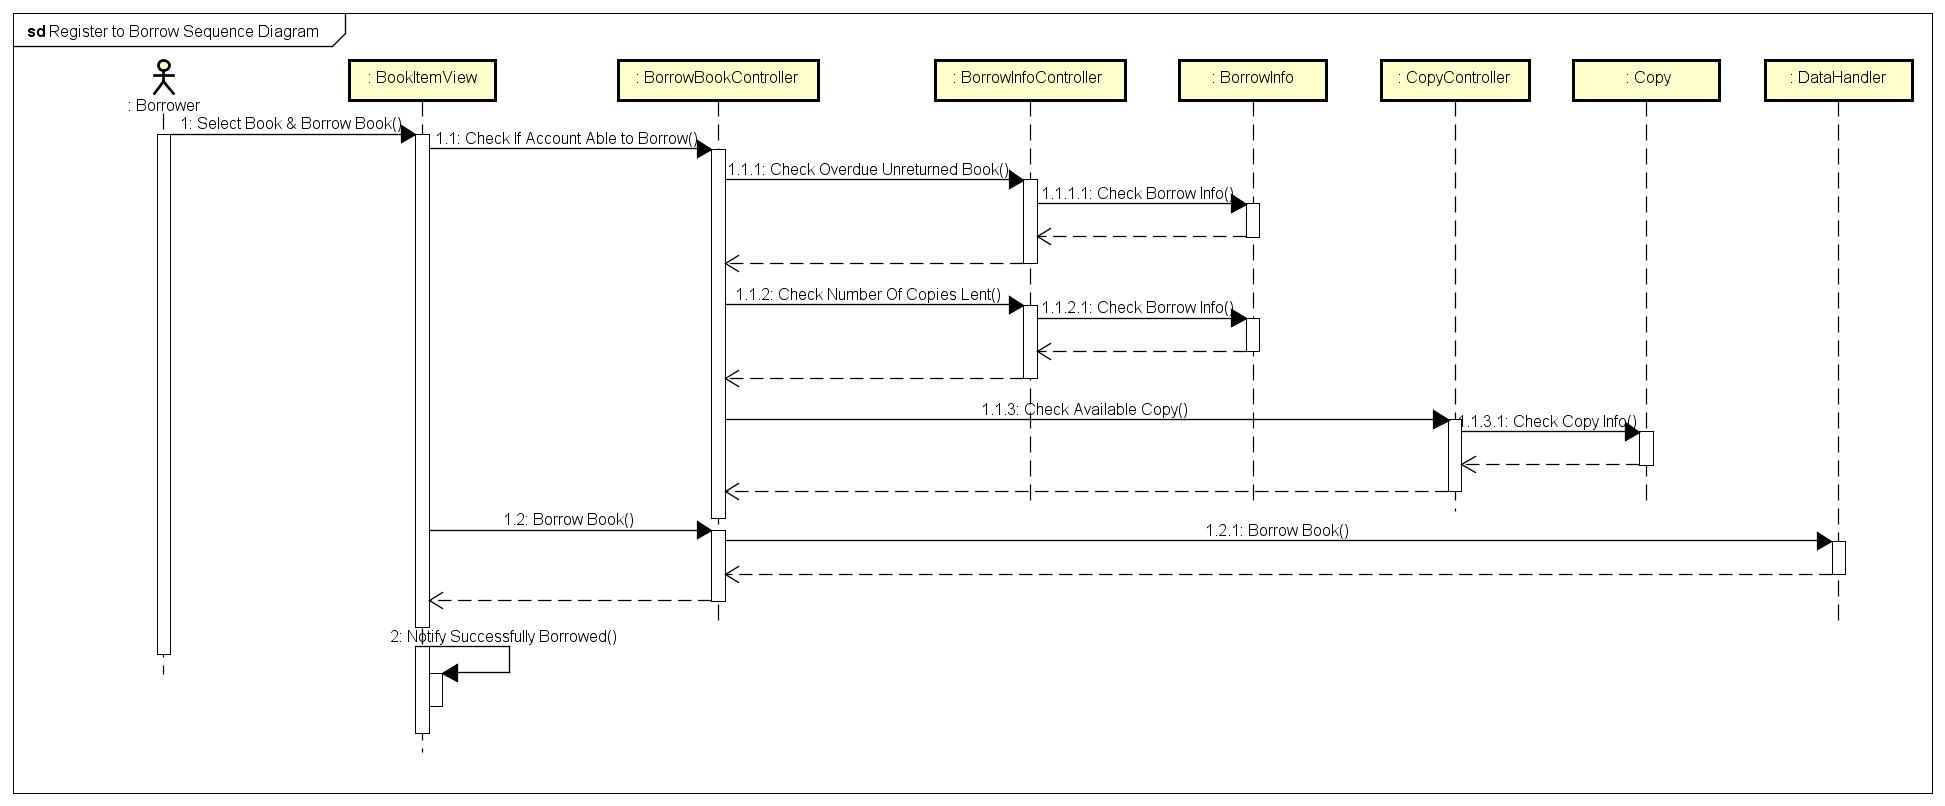 sd Register to Borrow Sequence Diagram
: Borrower
: BookItemView
: BorrowBookController
: BorrowInfoController
: BorrowInfo
: CopyController
: Copy
: DataHandler
1: Select Book & Borrow Book()
1.1: Check If Account Able to Borrow()
1.1.1: Check Overdue Unreturned Book()
1.1.1.1: Check Borrow Info()
1.1.2: Check Number Of Copies Lent()
1.1.2.1: Check Borrow Info()
1.1.3: Check Available Copy()
1.1.3.1: Check Copy Info()
1.2: Borrow Book()
1.2.1: Borrow Book()
2: Notify Successfully Borrowed()